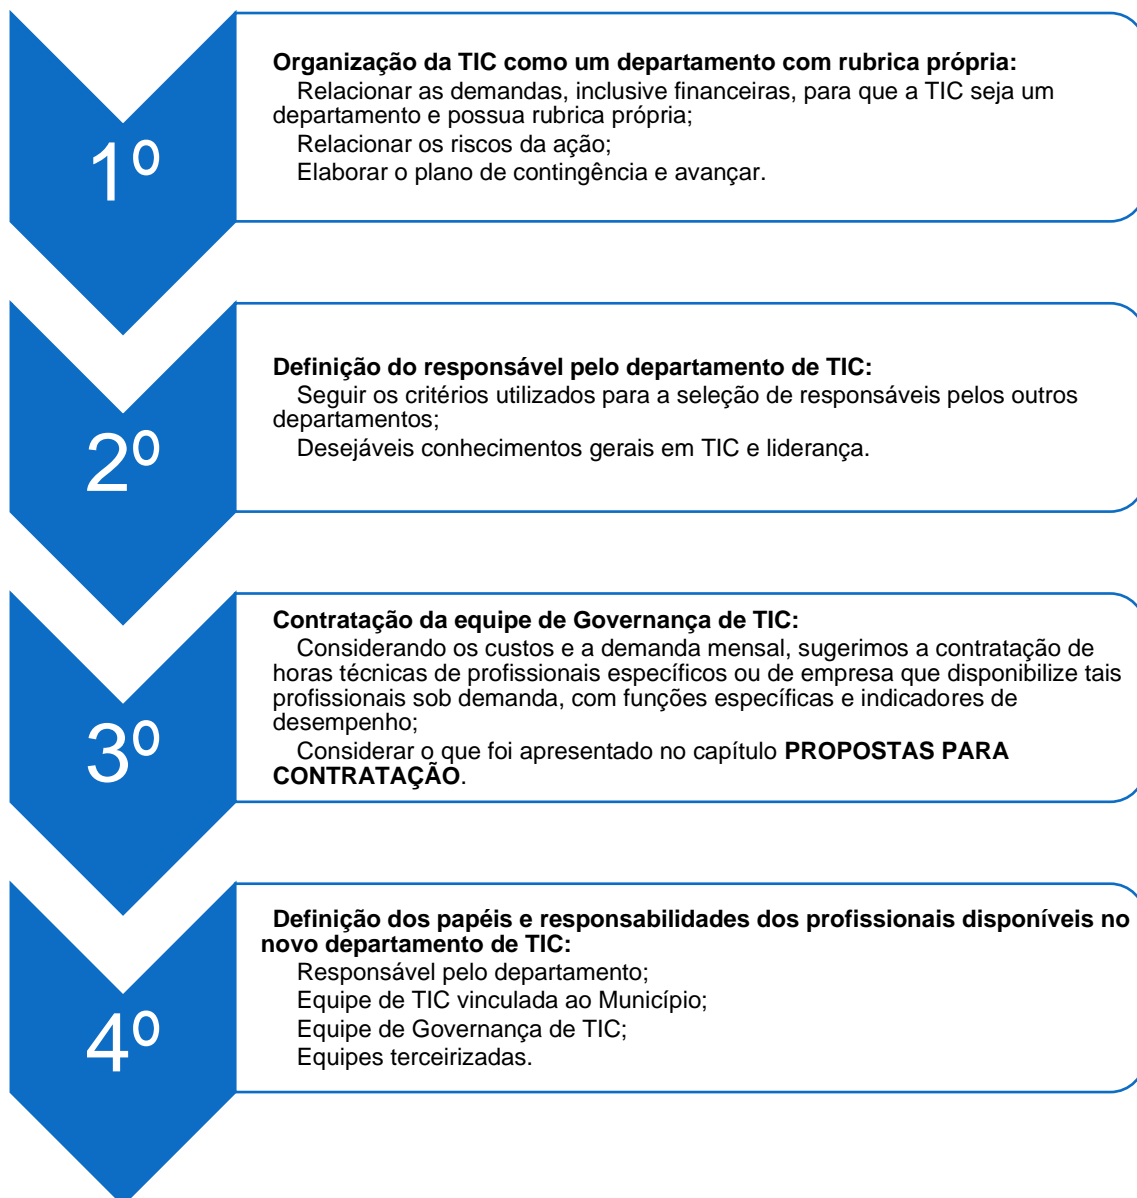 1º
Organização da TIC como um departamento com rubrica própria:
Relacionar as demandas, inclusive financeiras, para que a TIC seja um
departamento e possua rubrica própria;
Relacionar os riscos da ação;
Elaborar o plano de contingência e avançar.
2º
Definição do responsável pelo departamento de TIC:
Seguir os critérios utilizados para a seleção de responsáveis pelos outros
departamentos;
Desejáveis conhecimentos gerais em TIC e liderança.
3º
Contratação da equipe de Governança de TIC:
Considerando os custos e a demanda mensal, sugerimos a contratação de
horas técnicas de profissionais específicos ou de empresa que disponibilize tais
profissionais sob demanda, com funções específicas e indicadores de
desempenho;
Considerar o que foi apresentado no capítulo PROPOSTAS PARA
CONTRATAÇÃO.
4º
Definição dos papéis e responsabilidades dos profissionais disponíveis no
novo departamento de TIC:
Responsável pelo departamento;
Equipe de TIC vinculada ao Município;
Equipe de Governança de TIC;
Equipes terceirizadas.